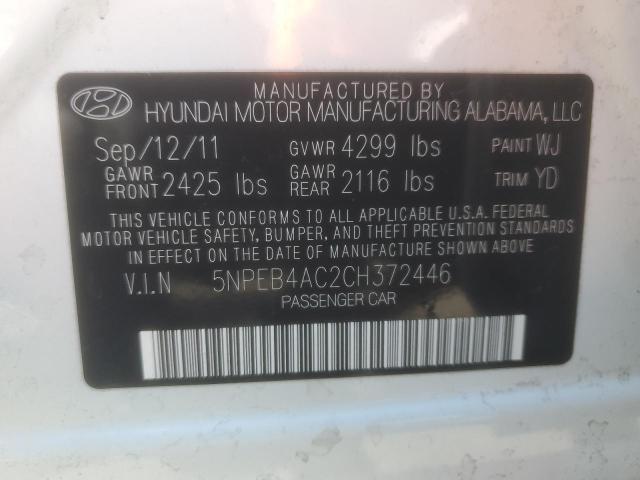 MANUFACTURED BY
HYUNDAI MOTOR MANUFACTURING ALABAMA, LLC
Sep/12/11 GVWR 4299 lbs PAINT WJ
GAWR FRONT 2425 lbs GAWR REAR 2116 lbs TRIM YD
THIS VEHICLE CONFORMS TO ALL APPLICABLE U.S.A. FEDERAL
MOTOR VEHICLE SAFETY, BUMPER, AND THEFT PREVENTION STANDARDS
IN EFFECT ON THE DATE OF MANUFACTURE SHOWN ABOVE.
V.I.N 5NPEB4AC2CH372446
PASSENGER CAR